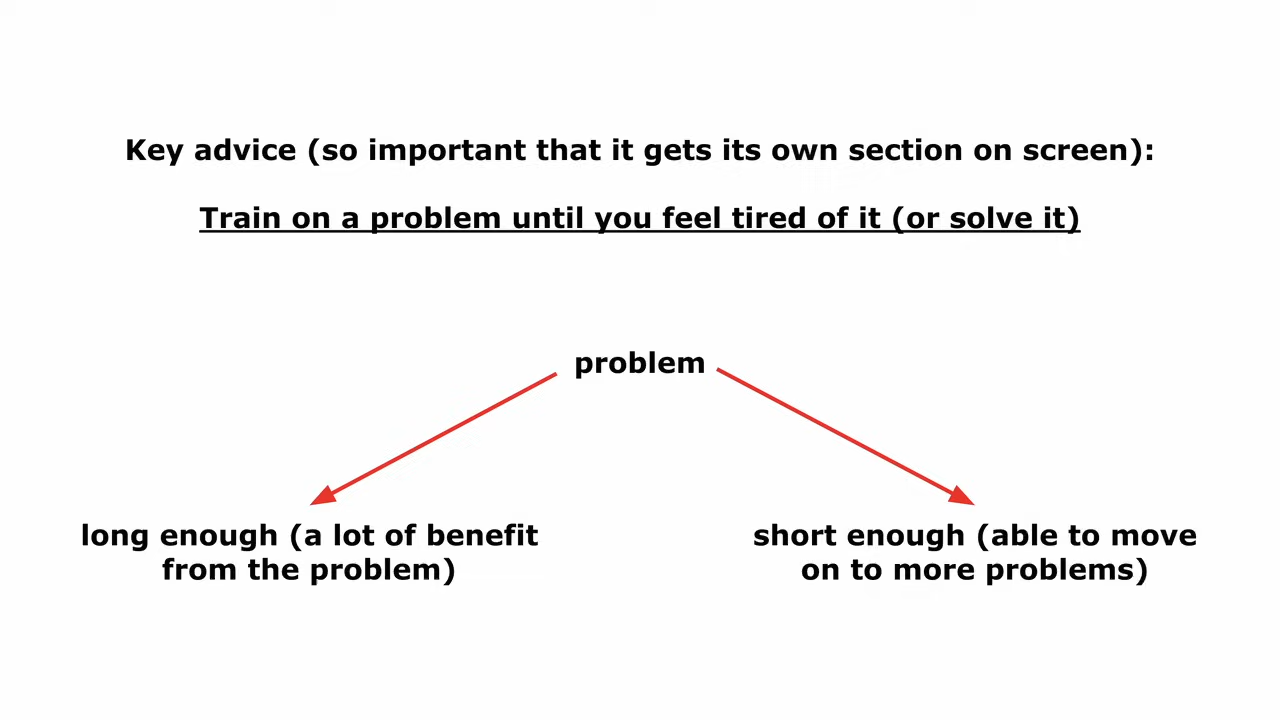 Key advice (so important that it gets its own section on screen):
Train on a problem until you feel tired of it (or solve it)
problem
long enough (a lot of benefit
from the problem)
short enough (able to move
on to more problems)